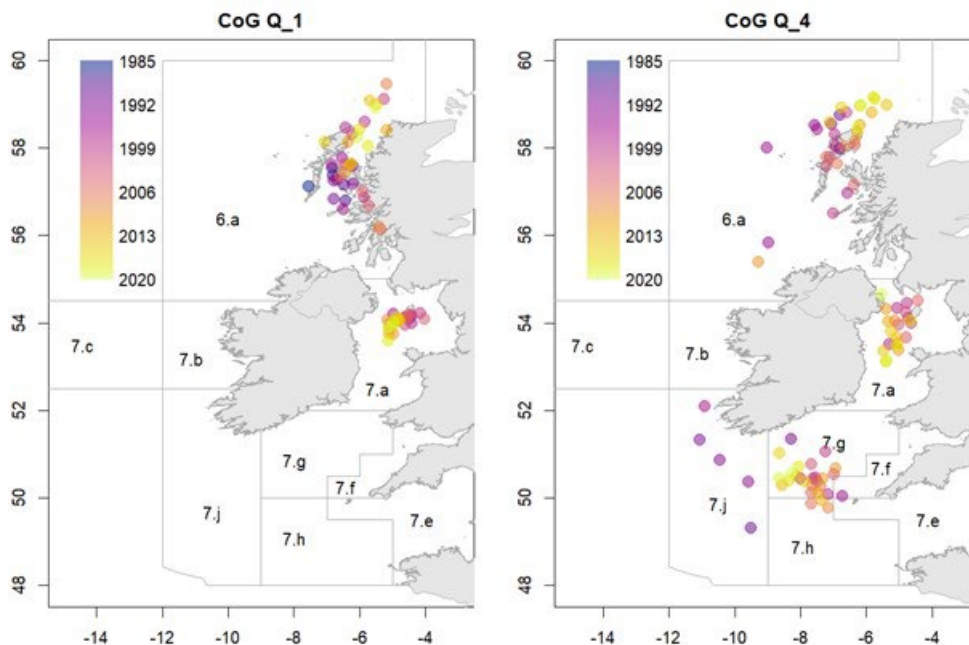 CoG Q_1
60
58
56
54
52
50
48
1985
1992
1999
2006
2013
2020
6.a
7.c
7.b
7.a
7.g
7.f
7.j
7.e
7.h
-14 -12 -10 -8 -6 -4
CoG Q_4
60
58
56
54
52
50
48
1985
1992
1999
2006
2013
2020
6.a
7.c
7.b
7.a
7.g
7.f
7.j
7.e
7.h
-14 -12 -10 -8 -6 -4